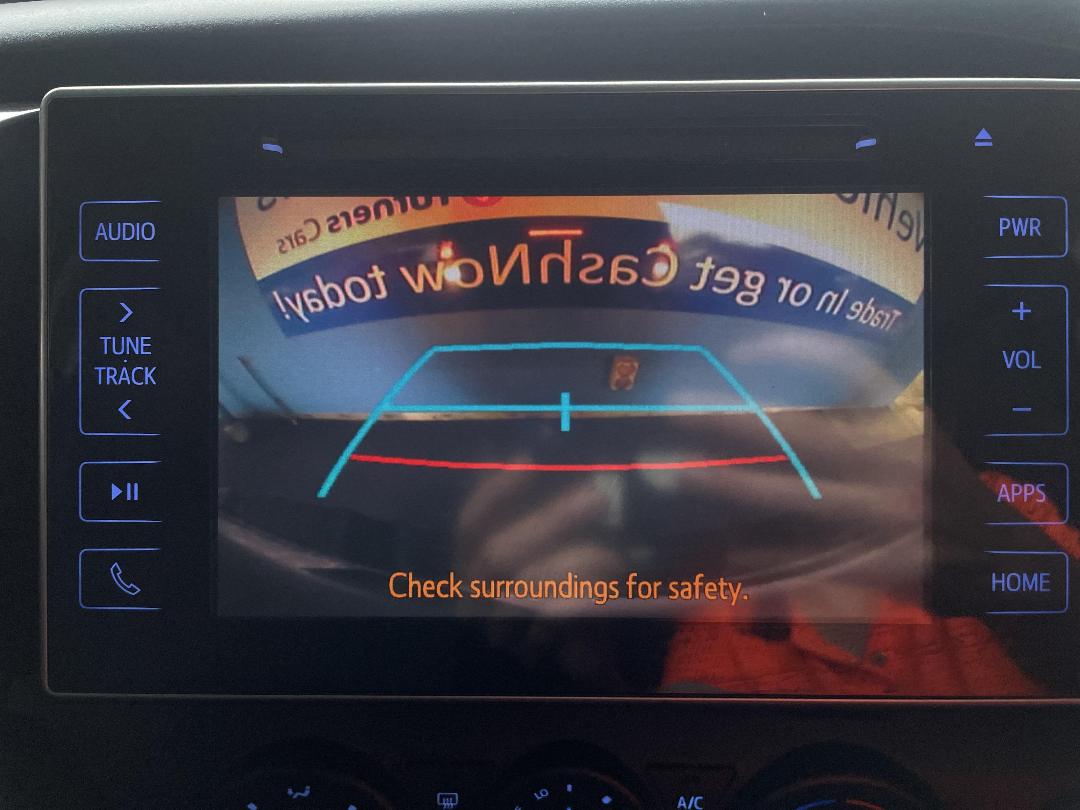 AUDIO
TUNE
TRACK
Turners Cars
Trade In or get CashNow today!
Check surroundings for safety.
PWR
+
VOL
-
APPS
HOME
LO
A/C